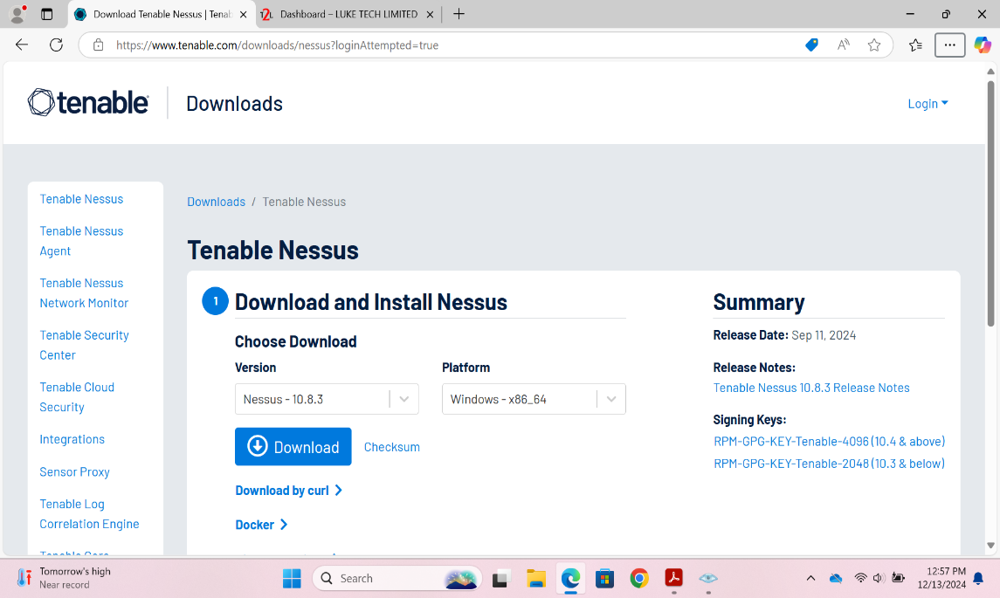 Download Tenable Nessus | Tenab
Dashboard – LUKE TECH LIMITED
https://www.tenable.com/downloads/nessus?loginAttempted=true
tenable
Downloads
Login
Tenable Nessus
Tenable Nessus
Agent
Tenable Nessus
Network Monitor
Tenable Security
Center
Tenable Cloud
Security
Integrations
Sensor Proxy
Tenable Log
Correlation Engine
Downloads / Tenable Nessus
Tenable Nessus
1 Download and Install Nessus
Choose Download
Version
Platform
Nessus - 10.8.3
Windows - x86_64
Download
Checksum
Download by curl
Docker
Summary
Release Date: Sep 11, 2024
Release Notes:
Tenable Nessus 10.8.3 Release Notes
Signing Keys:
RPM-GPG-KEY-Tenable-4096 (10.4 & above)
RPM-GPG-KEY-Tenable-2048 (10.3 & below)
Tomorrow's high
Near record
Search
12:57 PM
12/13/2024